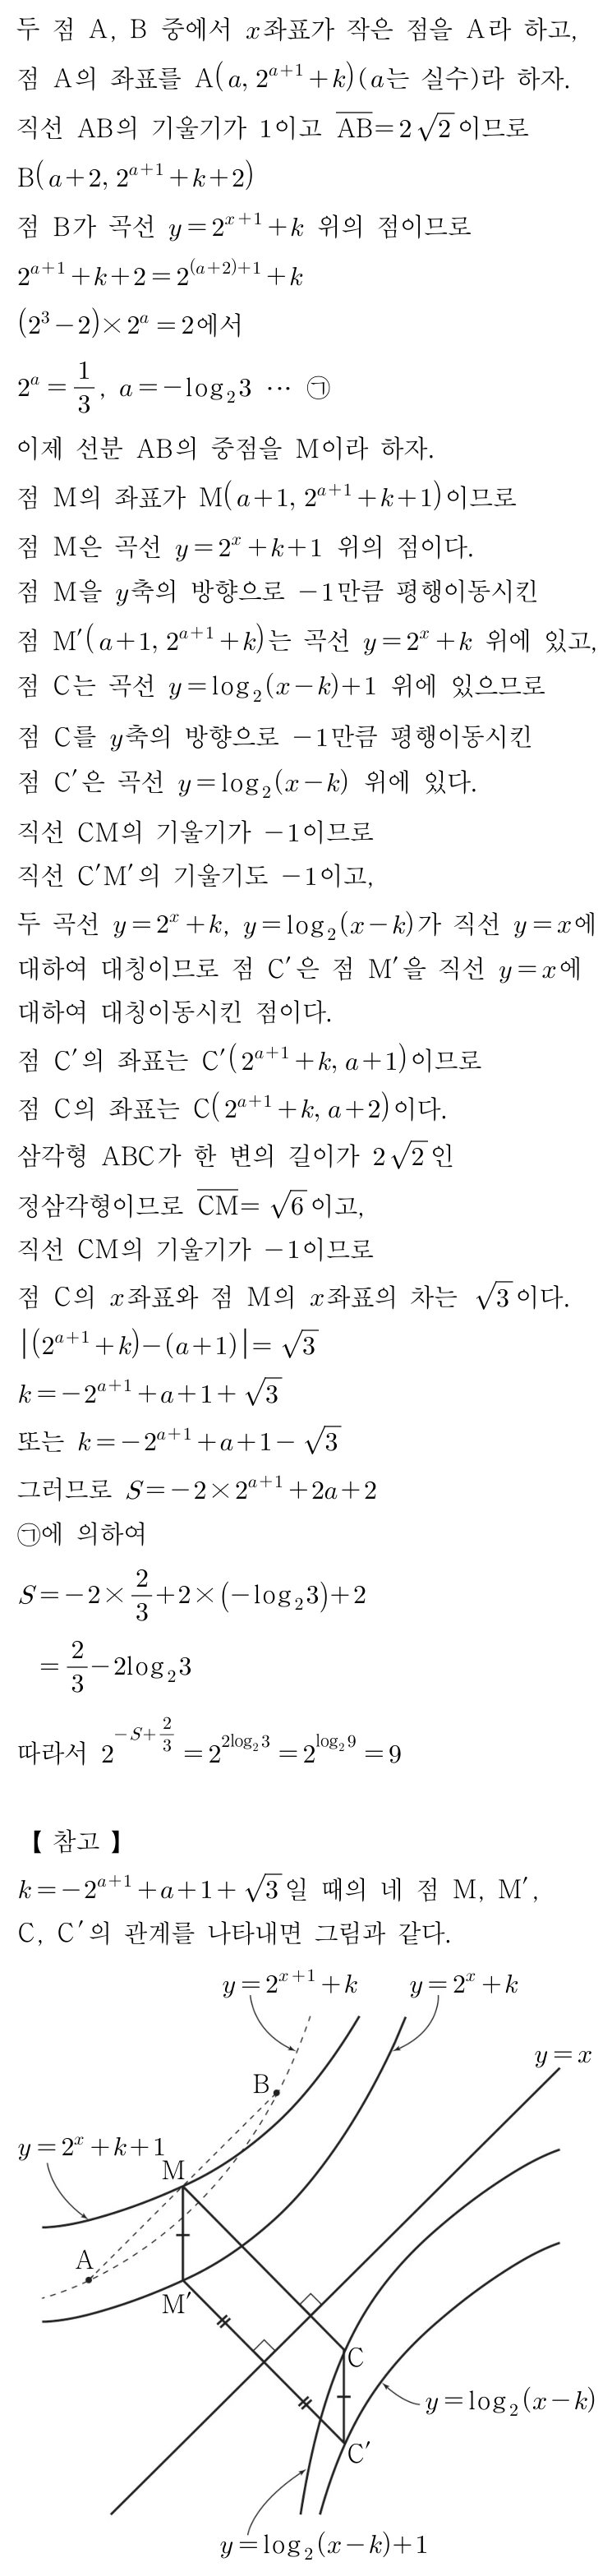 두 점 A, B 중에서 x좌표가 작은 점을 A라 하고,
점 A의 좌표를 A(a, 2^{a+1}+k)(a는 실수)라 하자.
직선 AB의 기울기가 1이고 \overline{AB}=2√2이므로
B(a+2, 2^{a+1}+k+2)
점 B가 곡선 y=2^{x+1}+k 위의 점이므로
2^{a+1}+k+2=2^{(a+2)+1}+k
(2^3-2)×2^a=2에서
2^a=\frac{1}{3}, a=-log_2 3 ⋯ ㉠
이제 선분 AB의 중점을 M이라 하자.
점 M의 좌표가 M(a+1, 2^{a+1}+k+1)이므로
점 M은 곡선 y=2^x+k+1 위의 점이다.
점 M을 y축의 방향으로 -1만큼 평행이동시킨
점 M′(a+1, 2^{a+1}+k)는 곡선 y=2^x+k 위에 있고,
점 C는 곡선 y=log_2(x-k)+1 위에 있으므로
점 C를 y축의 방향으로 -1만큼 평행이동시킨
점 C′은 곡선 y=log_2(x-k) 위에 있다.
직선 CM의 기울기가 -1이므로
직선 C′M′의 기울기도 -1이고,
두 곡선 y=2^x+k, y=log_2(x-k)가 직선 y=x에
대하여 대칭이므로 점 C′은 점 M′을 직선 y=x에
대하여 대칭이동시킨 점이다.
점 C′의 좌표는 C′(2^{a+1}+k, a+1)이므로
점 C의 좌표는 C(2^{a+1}+k, a+2)이다.
삼각형 ABC가 한 변의 길이가 2√2인
정삼각형이므로 \overline{CM}=√6이고,
직선 CM의 기울기가 -1이므로
점 C의 x좌표와 점 M의 x좌표의 차는 √3이다.
|(2^{a+1}+k)-(a+1)|=√3
k=-2^{a+1}+a+1+√3
또는 k=-2^{a+1}+a+1-√3
그러므로 S=-2×2^{a+1}+2a+2
㉠에 의하여
S=-2×\frac{2}{3}+2×(-log_2 3)+2
=\frac{2}{3}-2log_2 3
따라서 2^{-S+\frac{2}{3}}=2^{2log_2 3}=2^{log_2 9}=9
【 참고 】
k=-2^{a+1}+a+1+√3일 때의 네 점 M, M′,
C, C′의 관계를 나타내면 그림과 같다.
y=2^{x+1}+k
y=2^x+k
y=x
B
y=2^x+k+1
M
A
M′
C
y=log_2(x-k)
C′
y=log_2(x-k)+1